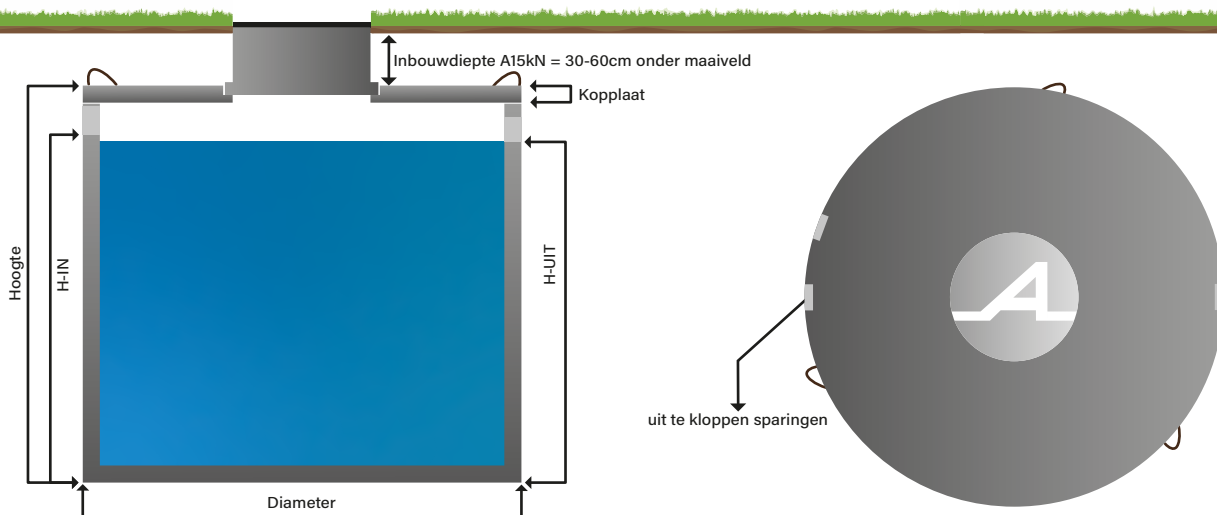 Inbouwdiepte A15kN = 30-60cm onder maaiveld
Kopplaat
Hoogte
H-IN
H-UIT
uit te kloppen sparingen
Diameter